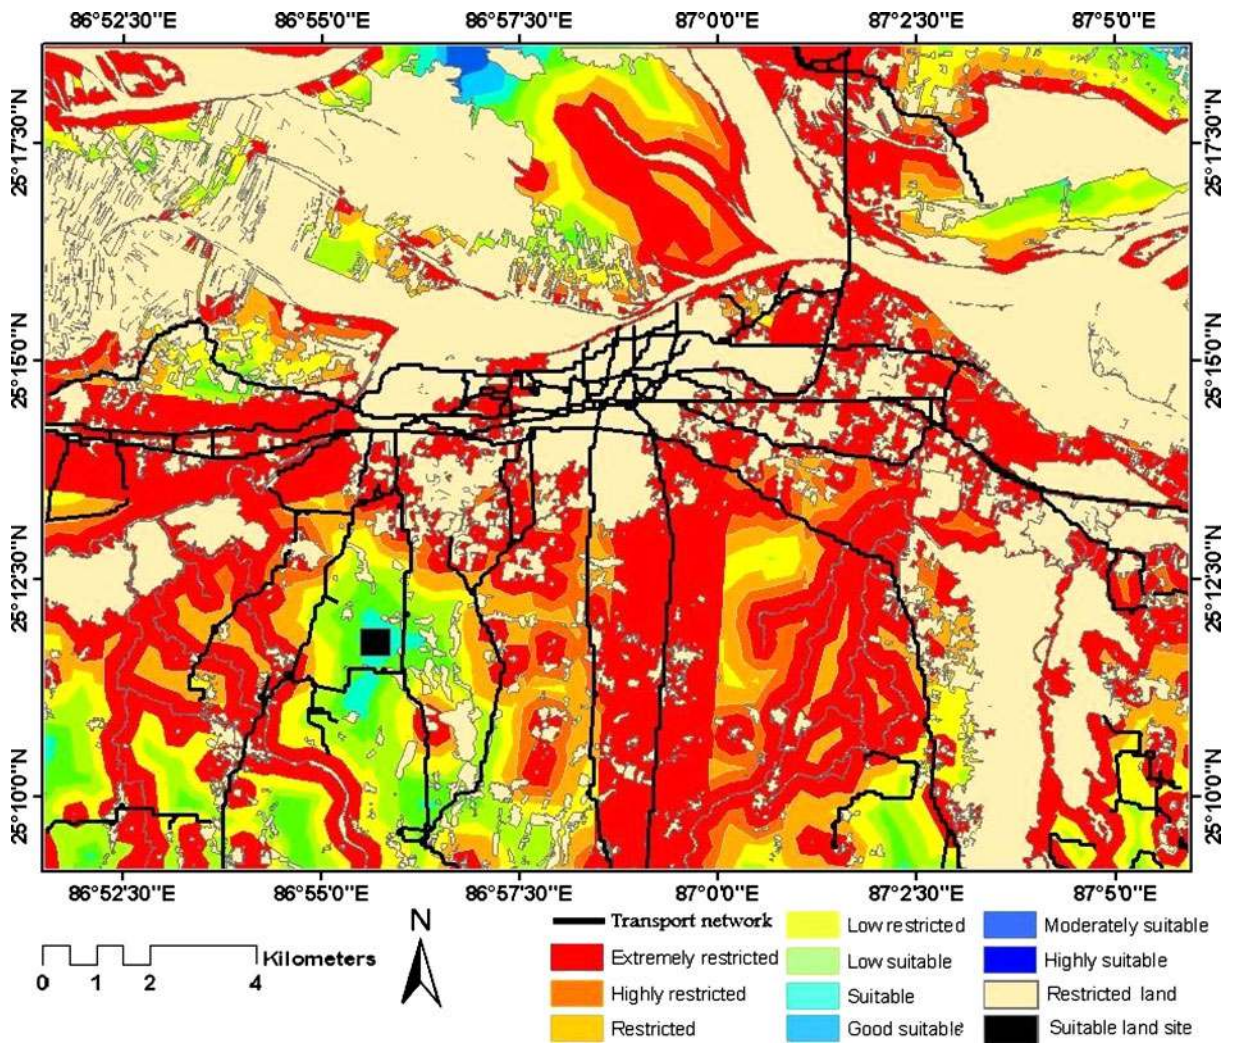 86°52'30"E 86°55'0"E 86°57'30"E 87°0'0"E 87°2'30"E 87°5'0"E
25°17'30"N 25°17'30"N
25°15'0"N 25°15'0"N
25°12'30"N 25°12'30"N
25°10'0"N 25°10'0"N
86°52'30"E 86°55'0"E 86°57'30"E 87°0'0"E 87°2'30"E 87°5'0"E
0 1 2 4 Kilometers
N
Transport network
Extremely restricted
Highly restricted
Restricted
Low restricted
Low suitable
Suitable
Good suitable
Moderately suitable
Highly suitable
Restricted land
Suitable land site